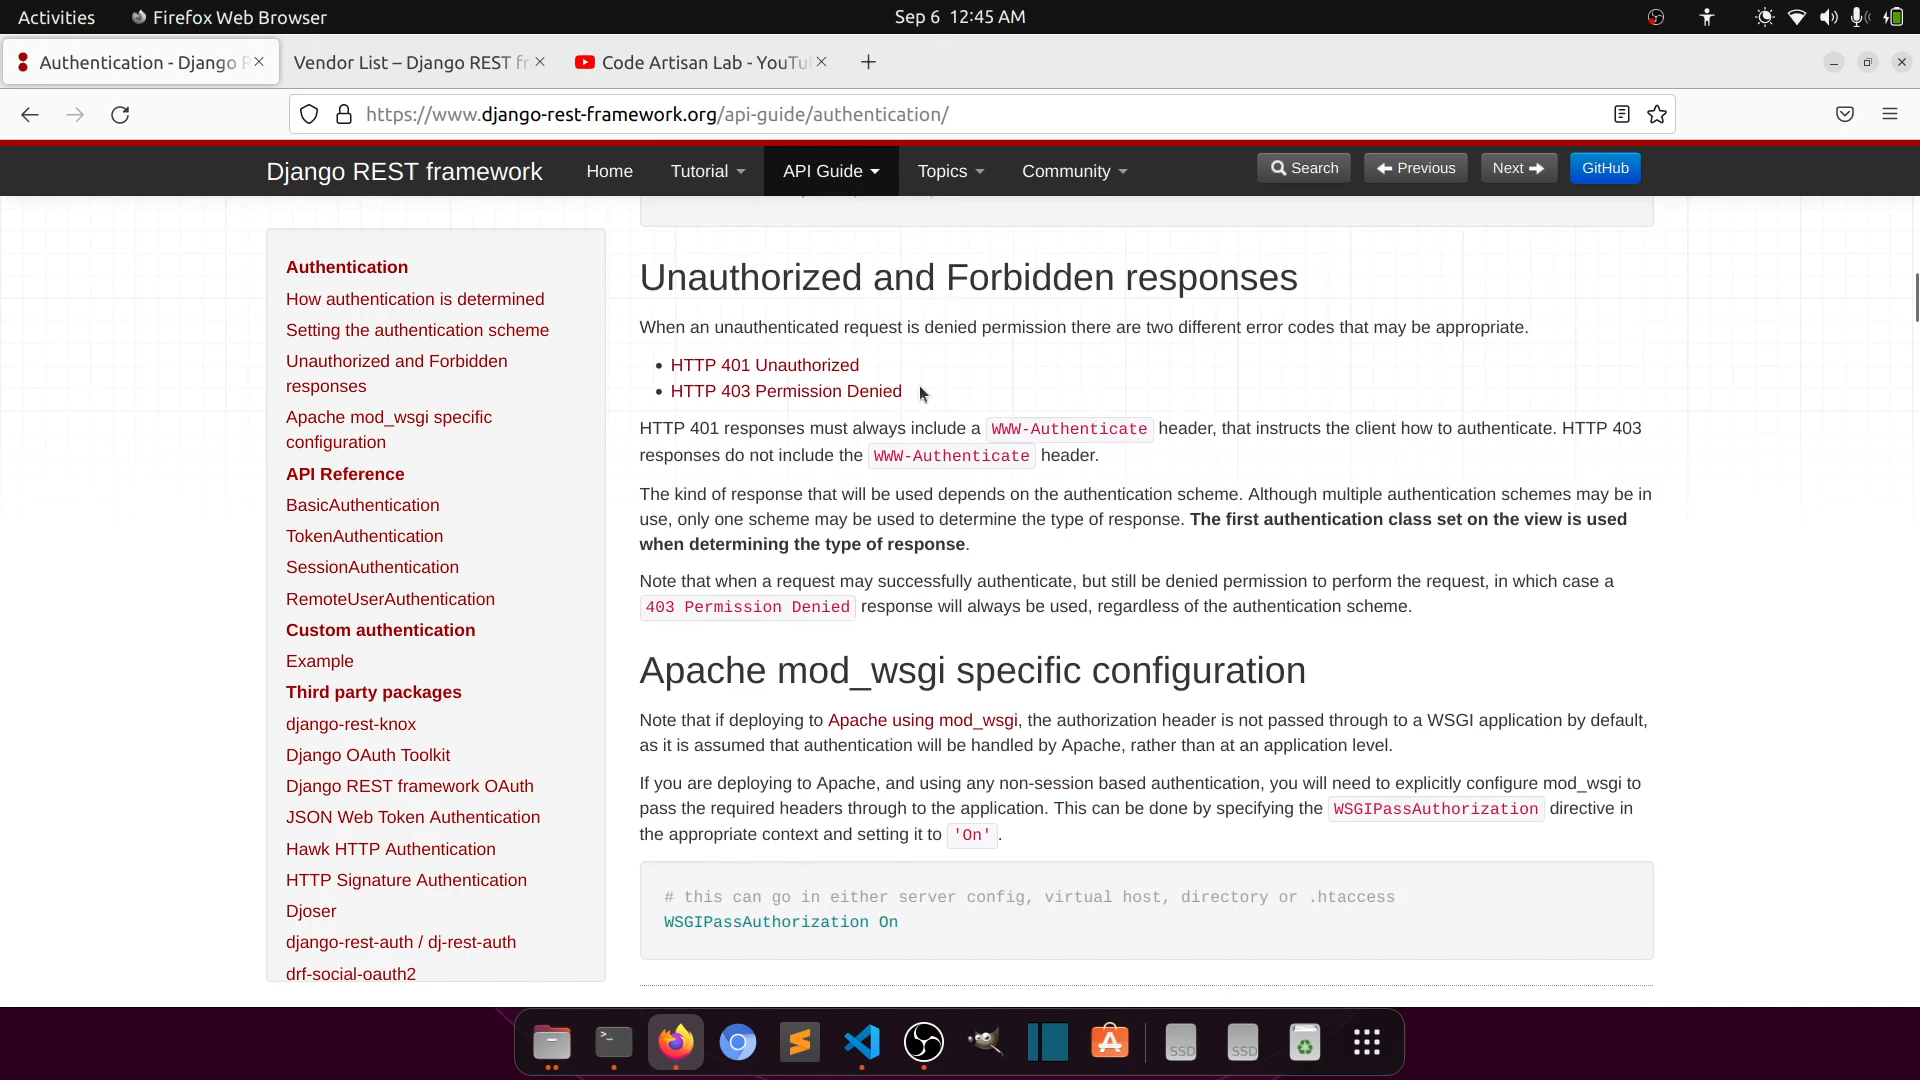 Activities
Firefox Web Browser
Sep 6 12:45 AM
Authentication - Django R
Vendor List – Django REST fr
Code Artisan Lab - YouTu
https://www.django-rest-framework.org/api-guide/authentication/
Django REST framework
Home
Tutorial
API Guide
Topics
Community
Search
Previous
Next
GitHub
Authentication
How authentication is determined
Setting the authentication scheme
Unauthorized and Forbidden
responses
Apache mod_wsgi specific
configuration
API Reference
BasicAuthentication
TokenAuthentication
SessionAuthentication
RemoteUserAuthentication
Custom authentication
Example
Third party packages
django-rest-knox
Django OAuth Toolkit
Django REST framework OAuth
JSON Web Token Authentication
Hawk HTTP Authentication
HTTP Signature Authentication
Djoser
django-rest-auth / dj-rest-auth
drf-social-oauth2
Unauthorized and Forbidden responses
When an unauthenticated request is denied permission there are two different error codes that may be appropriate.
• HTTP 401 Unauthorized
• HTTP 403 Permission Denied
HTTP 401 responses must always include a WWW-Authenticate header, that instructs the client how to authenticate. HTTP 403
responses do not include the WWW-Authenticate header.
The kind of response that will be used depends on the authentication scheme. Although multiple authentication schemes may be in
use, only one scheme may be used to determine the type of response. The first authentication class set on the view is used
when determining the type of response.
Note that when a request may successfully authenticate, but still be denied permission to perform the request, in which case a
403 Permission Denied response will always be used, regardless of the authentication scheme.
Apache mod_wsgi specific configuration
Note that if deploying to Apache using mod_wsgi, the authorization header is not passed through to a WSGI application by default,
as it is assumed that authentication will be handled by Apache, rather than at an application level.
If you are deploying to Apache, and using any non-session based authentication, you will need to explicitly configure mod_wsgi to
pass the required headers through to the application. This can be done by specifying the WSGIPassAuthorization directive in
the appropriate context and setting it to 'On'.
# this can go in either server config, virtual host, directory or .htaccess
WSGIPassAuthorization On
SSD
SSD